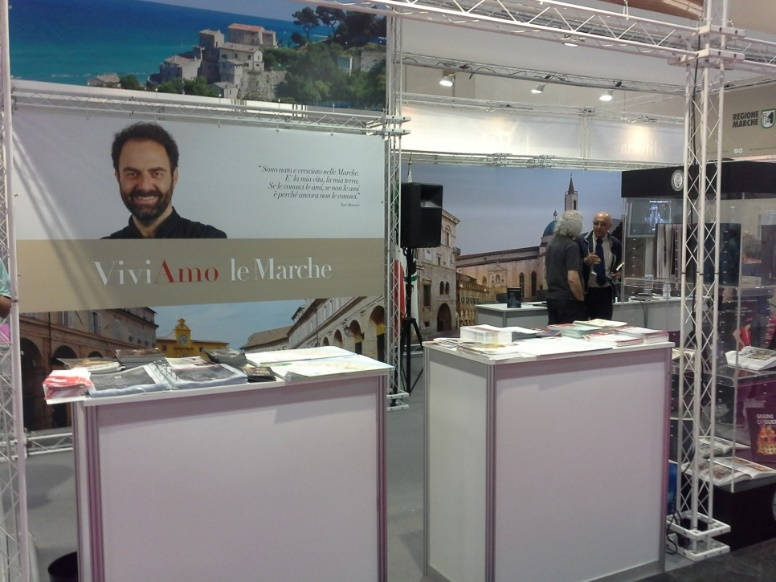 "Sono nato e cresciuto nelle Marche.
E' la mia vita, la mia terra;
Se le conosci le ami, se non le ami
è perché ancora non le conosci."
ViviAmo le Marche
REGIONE
MARCHE